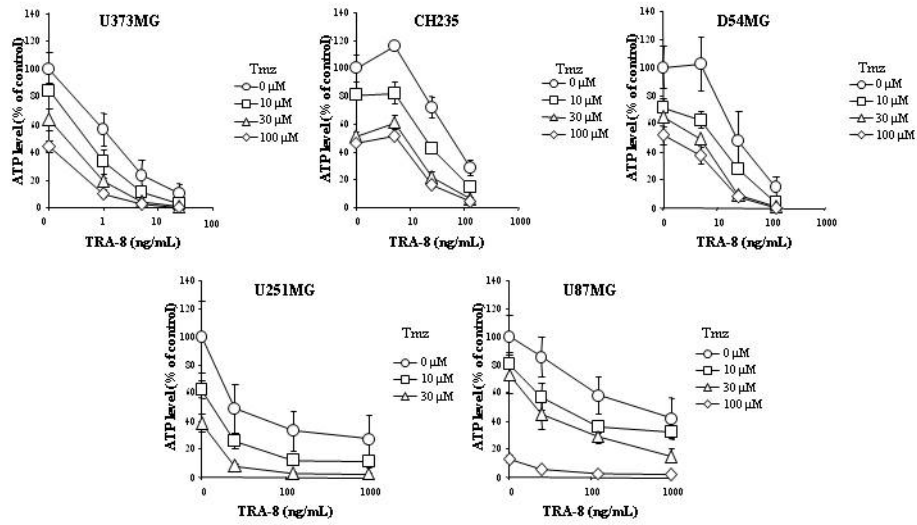 U373MG
140
120
100
80
60
40
20
0
ATP level (% of control)
0 1 10 100
TRA-8 (ng/mL)
Tmz
0 µM
10 µM
30 µM
100 µM
CH235
140
120
100
80
60
40
20
0
ATP level (% of control)
0 10 100 1000
TRA-8 (ng/mL)
Tmz
0 µM
10 µM
30 µM
100 µM
D54MG
140
120
100
80
60
40
20
0
ATP level (% of control)
0 10 100 1000
TRA-8 (ng/mL)
Tmz
0 µM
10 µM
30 µM
100 µM
U251MG
140
120
100
80
60
40
20
0
ATP level (% of control)
0 100 1000
TRA-8 (ng/mL)
Tmz
0 µM
10 µM
30 µM
U87MG
140
120
100
80
60
40
20
0
ATP level (% of control)
0 100 1000
TRA-8 (ng/mL)
Tmz
0 µM
10 µM
30 µM
100 µM